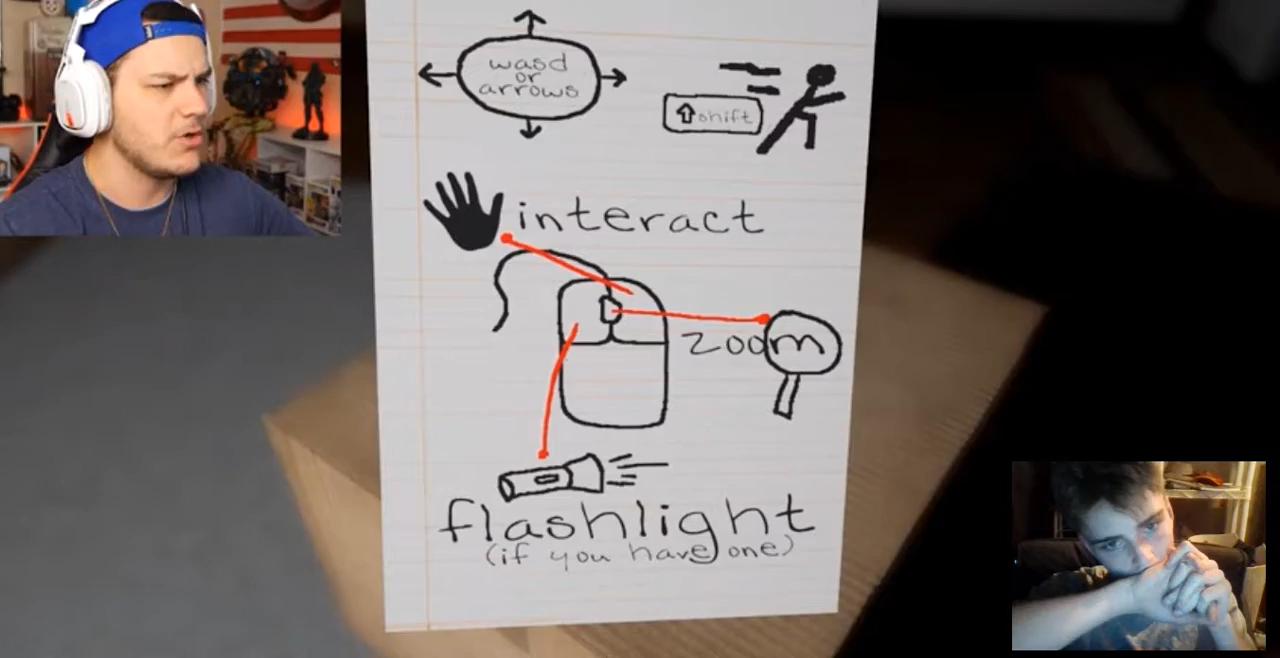 wasd
or
arrows
shift
interact
zoom
flashlight
(if you have one)